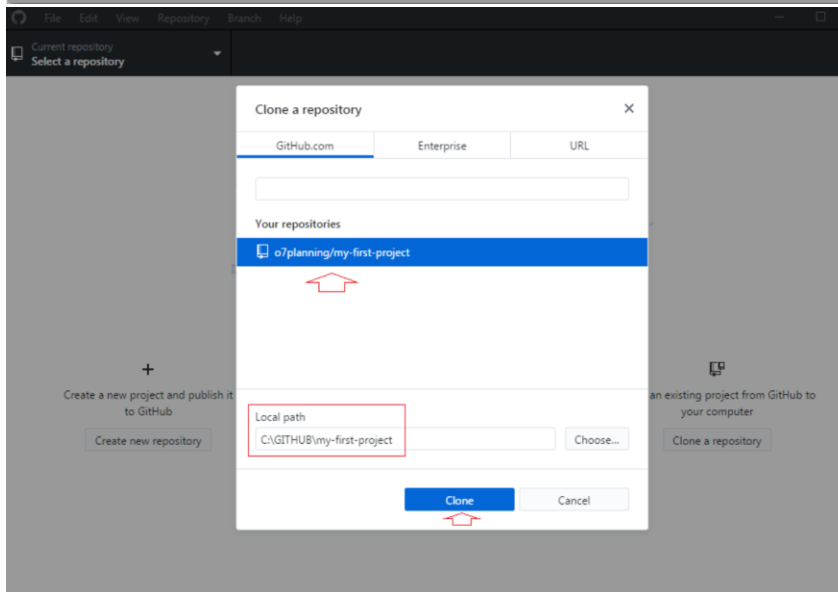 File Edit View Repository Branch Help
Current repository
Select a repository
Clone a repository
GitHub.com Enterprise URL
Your repositories
o7planning/my-first-project
Create a new project and publish it
to GitHub
Create new repository
an existing project from GitHub to
your computer
Clone a repository
Local path
C:\GITHUB\my-first-project
Choose...
Clone Cancel